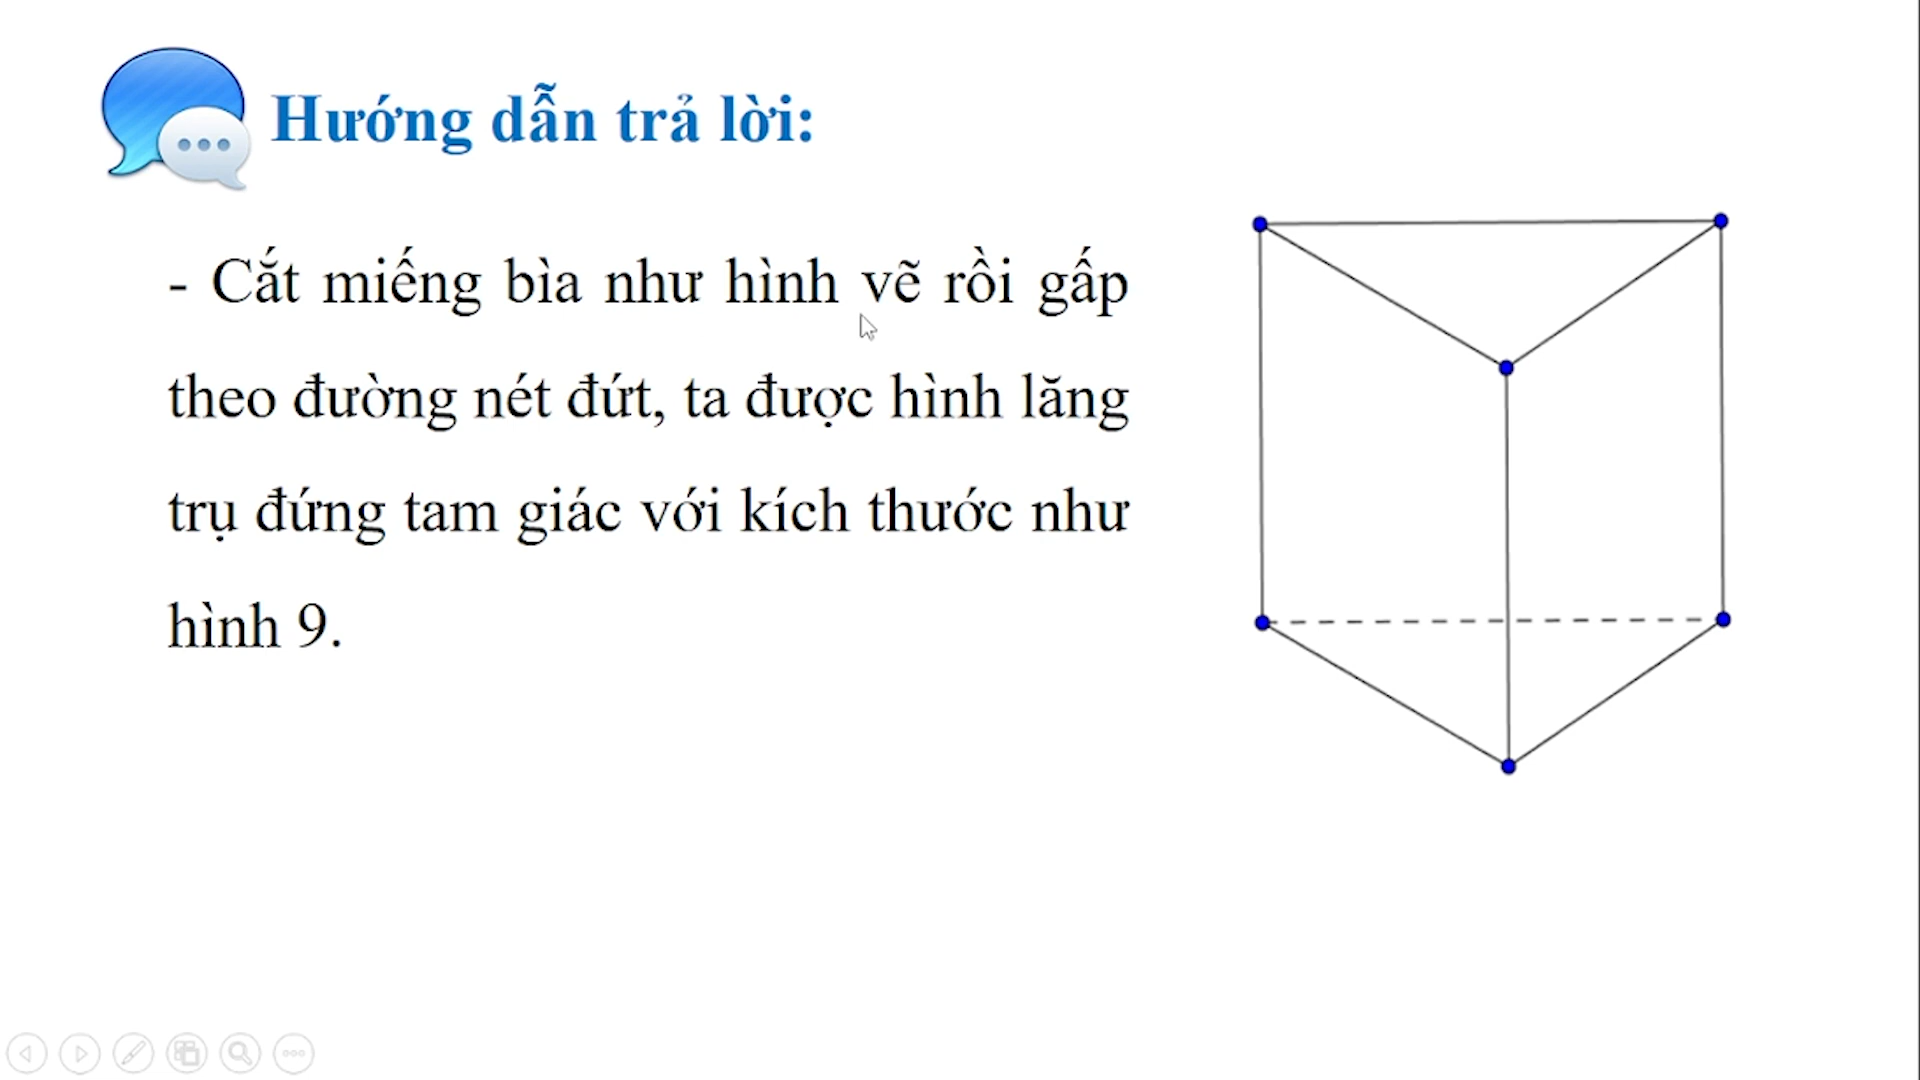 Hướng dẫn trả lời:
- Cắt miếng bìa như hình vẽ rồi gấp
theo đường nét đứt, ta được hình lăng
trụ đứng tam giác với kích thước như
hình 9.